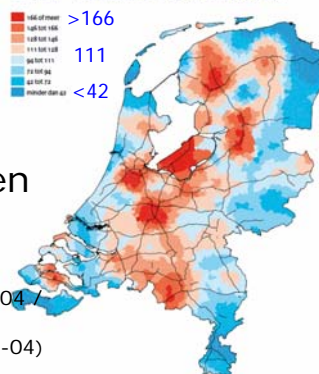 166 of meer >166
146 tot 166
128 tot 146
111 tot 128 111
94 tot 111
72 tot 94
42 tot 72
minder dan 42 <42
en
04 /
-04)